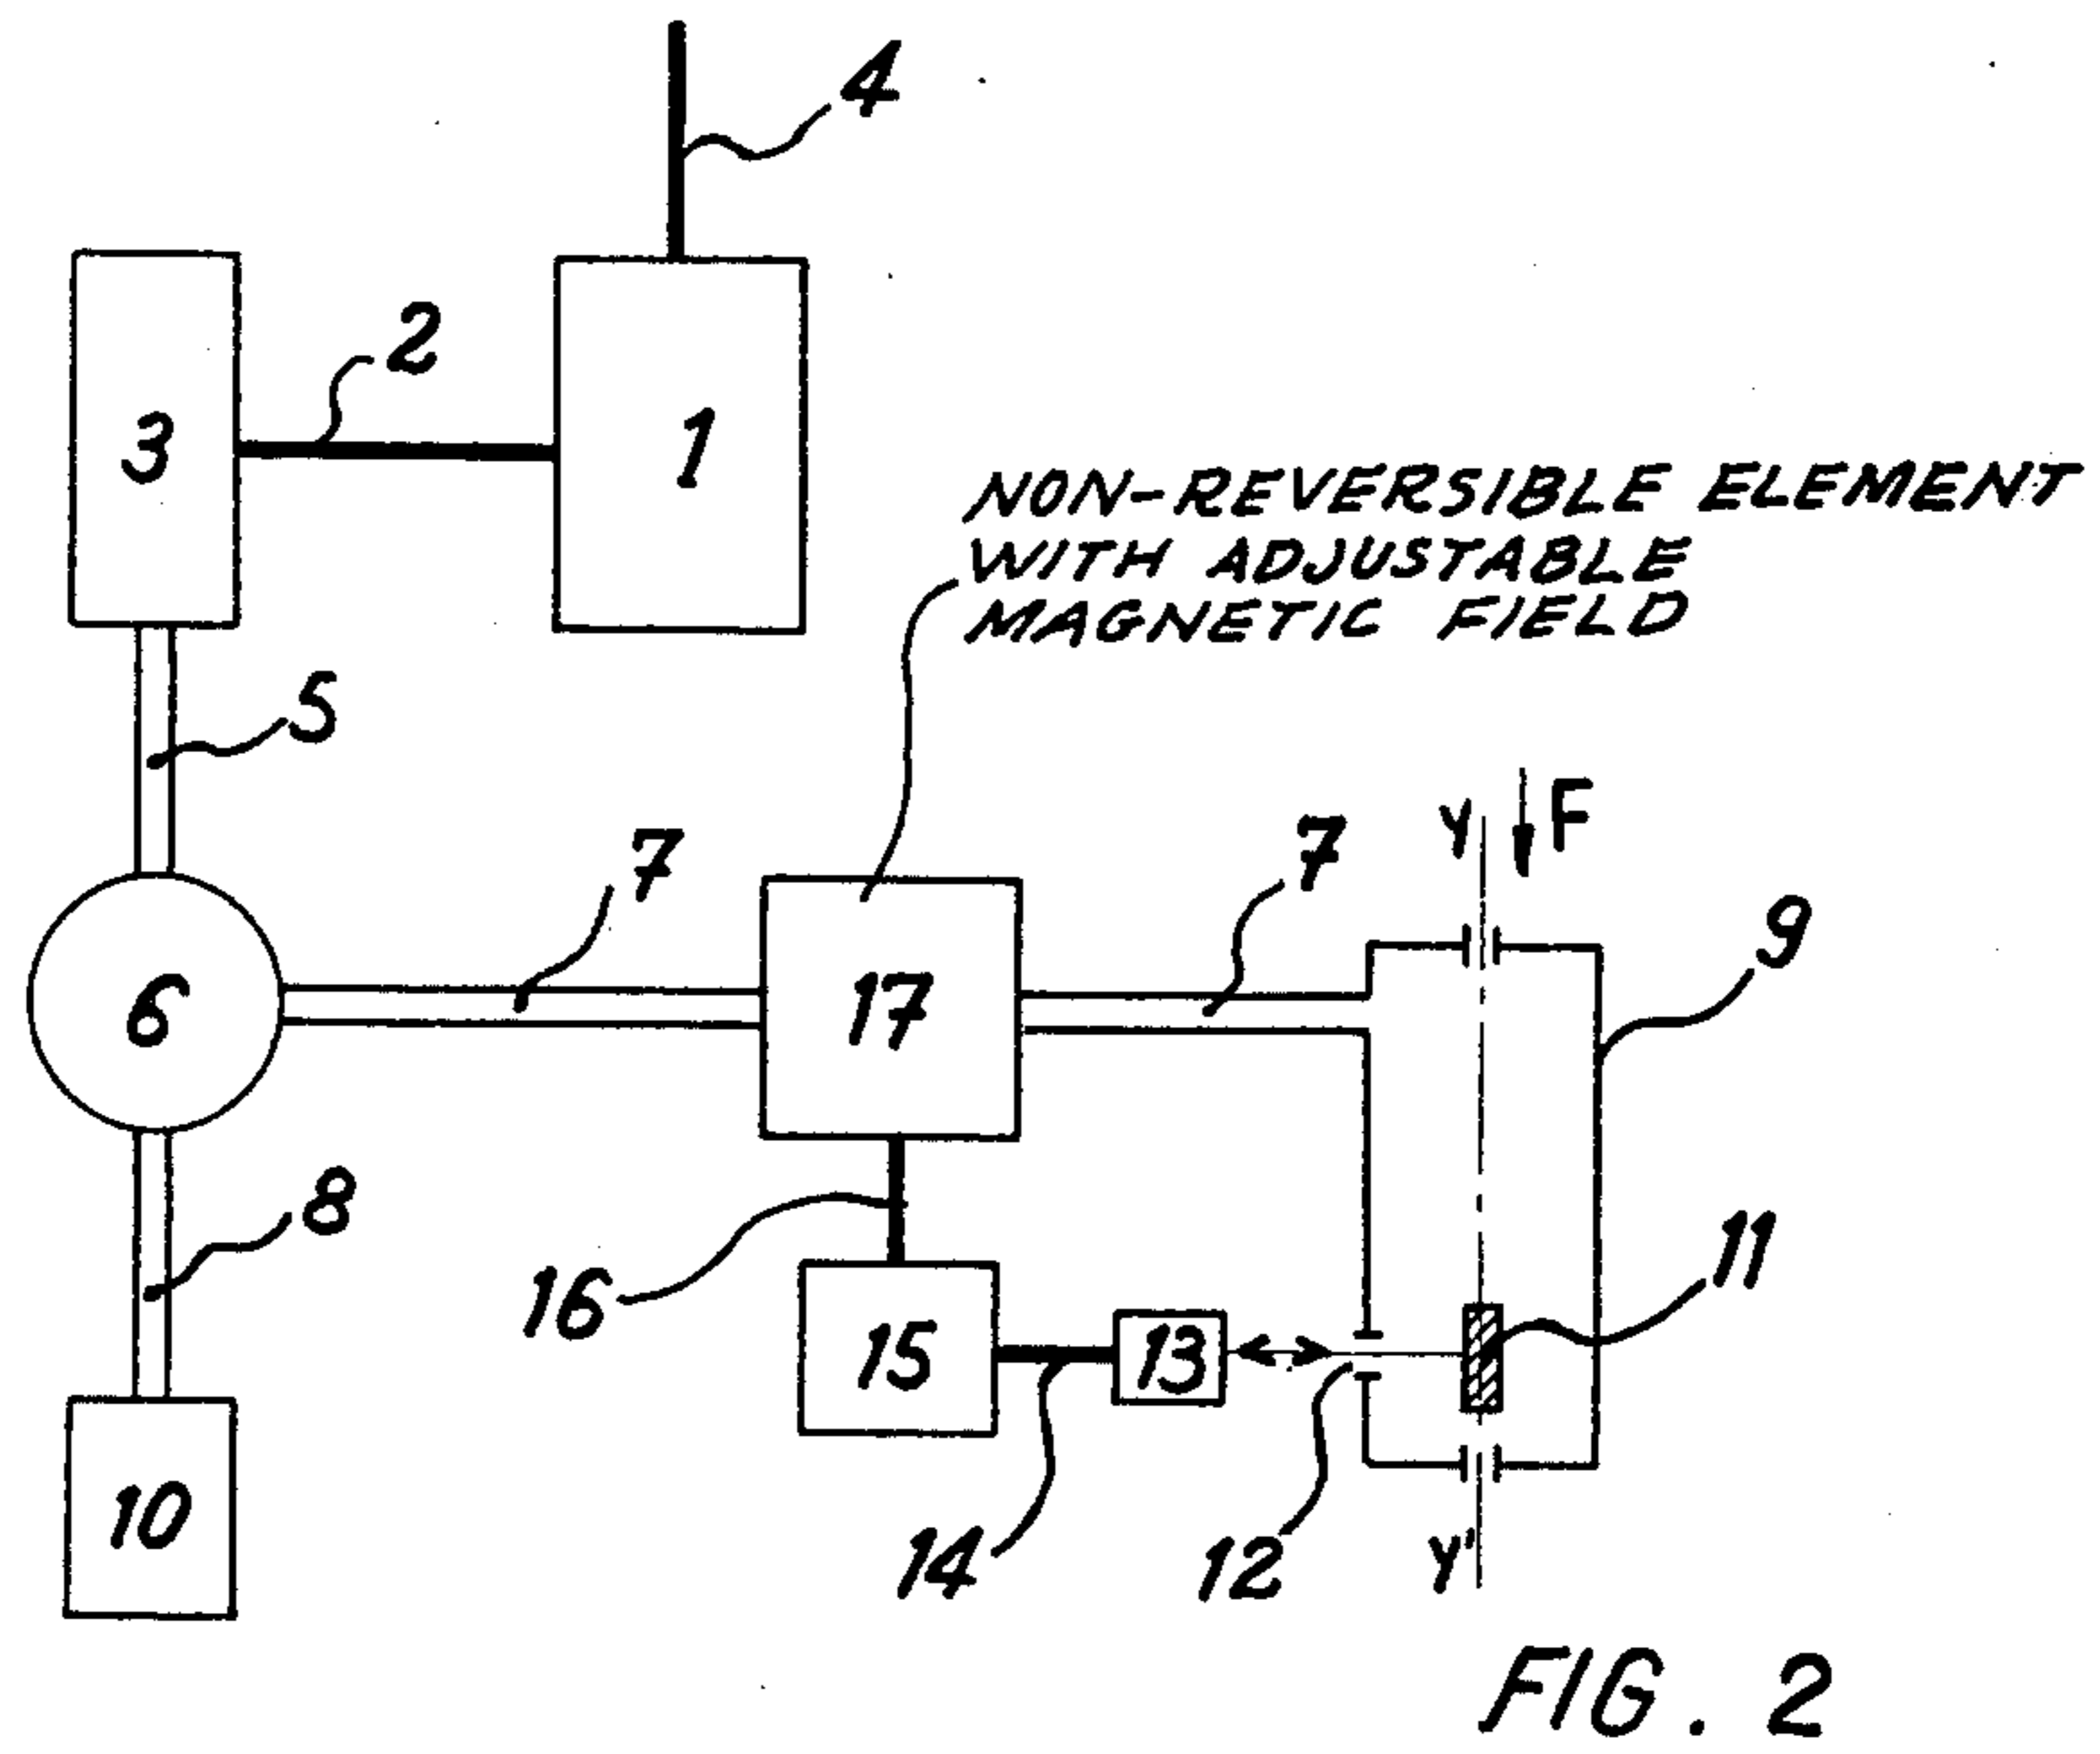 4
2
3
1
NON-REVERSIBLE ELEMENT
WITH ADJUSTABLE
MAGNETIC FIELD
5
Y
F
7
7
9
6
17
8
11
16
15
13
10
14
12
Y'
FIG. 2